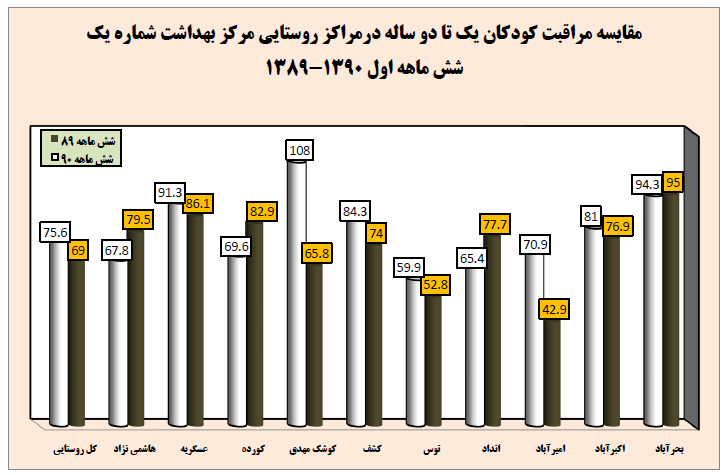 مقایسه مراقبت کودکان یک تا دو ساله درمراکز روستایی مرکز بهداشت شماره یک
شش ماهه اول ۱۳۹۰-۱۳۸۹
شش ماهه ۸۹
شش ماهه ۹۰
75.6
69
67.8
79.5
91.3
86.1
69.6
82.9
108
65.8
84.3
74
59.9
52.8
65.4
77.7
70.9
42.9
81
76.9
94.3
95
بحرآباد
اکبرآباد
امیرآباد
انداد
توس
کشف
کوشک مهدی
کورده
عسکریه
هاشمی نژاد
کل روستایی